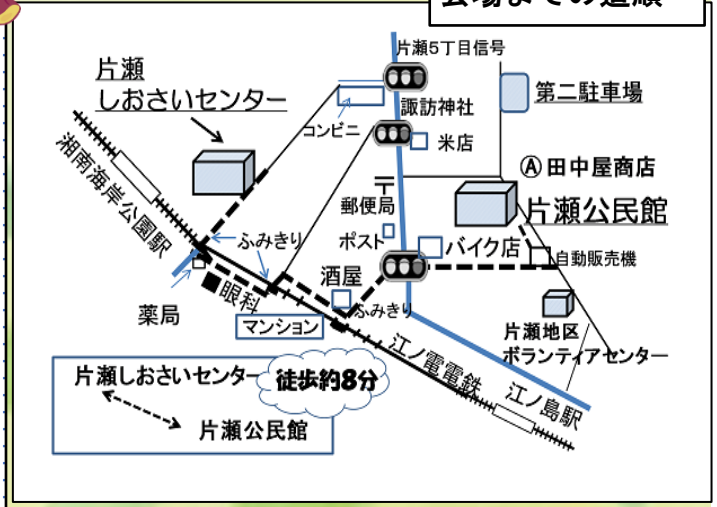 会場までの道順
片瀬5丁目信号
片瀬
しおさいセンター
第二駐車場
諏訪神社
コンビニ
米店
湘南海岸公園駅
Ⓐ田中屋商店
〒
郵便局
片瀬公民館
ふみきり
ポスト
バイク店
自動販売機
酒屋
眼科
ふみきり
薬局
マンション
片瀬地区
ボランティアセンター
江ノ電電鉄
江ノ島駅
片瀬しおさいセンター
徒歩約8分
片瀬公民館